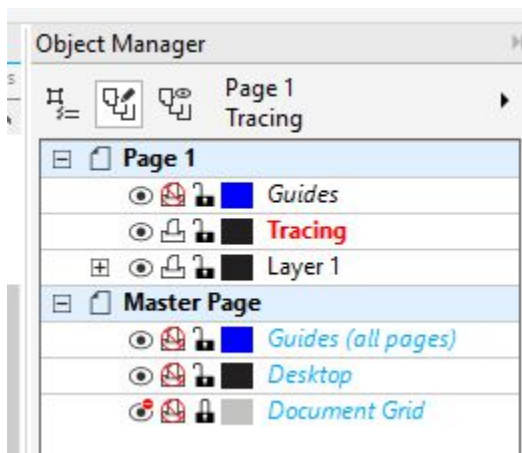 Object Manager
Page 1
Tracing
Page 1
Guides
Tracing
Layer 1
Master Page
Guides (all pages)
Desktop
Document Grid